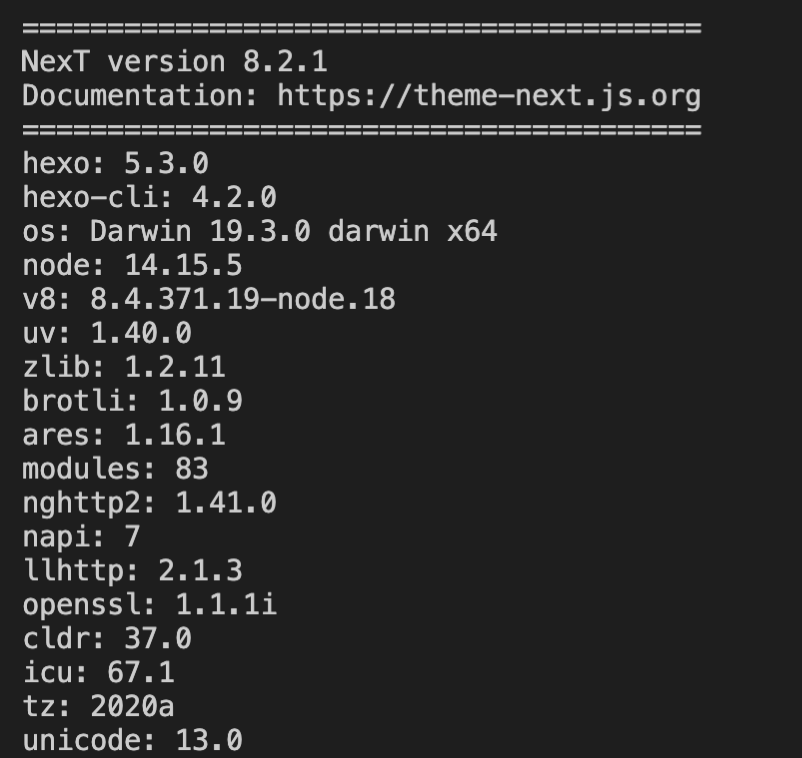 ========================================
NexT version 8.2.1
Documentation: https://theme-next.js.org
========================================
hexo: 5.3.0
hexo-cli: 4.2.0
os: Darwin 19.3.0 darwin x64
node: 14.15.5
v8: 8.4.371.19-node.18
uv: 1.40.0
zlib: 1.2.11
brotli: 1.0.9
ares: 1.16.1
modules: 83
nghttp2: 1.41.0
napi: 7
llhttp: 2.1.3
openssl: 1.1.1i
cldr: 37.0
icu: 67.1
tz: 2020a
unicode: 13.0